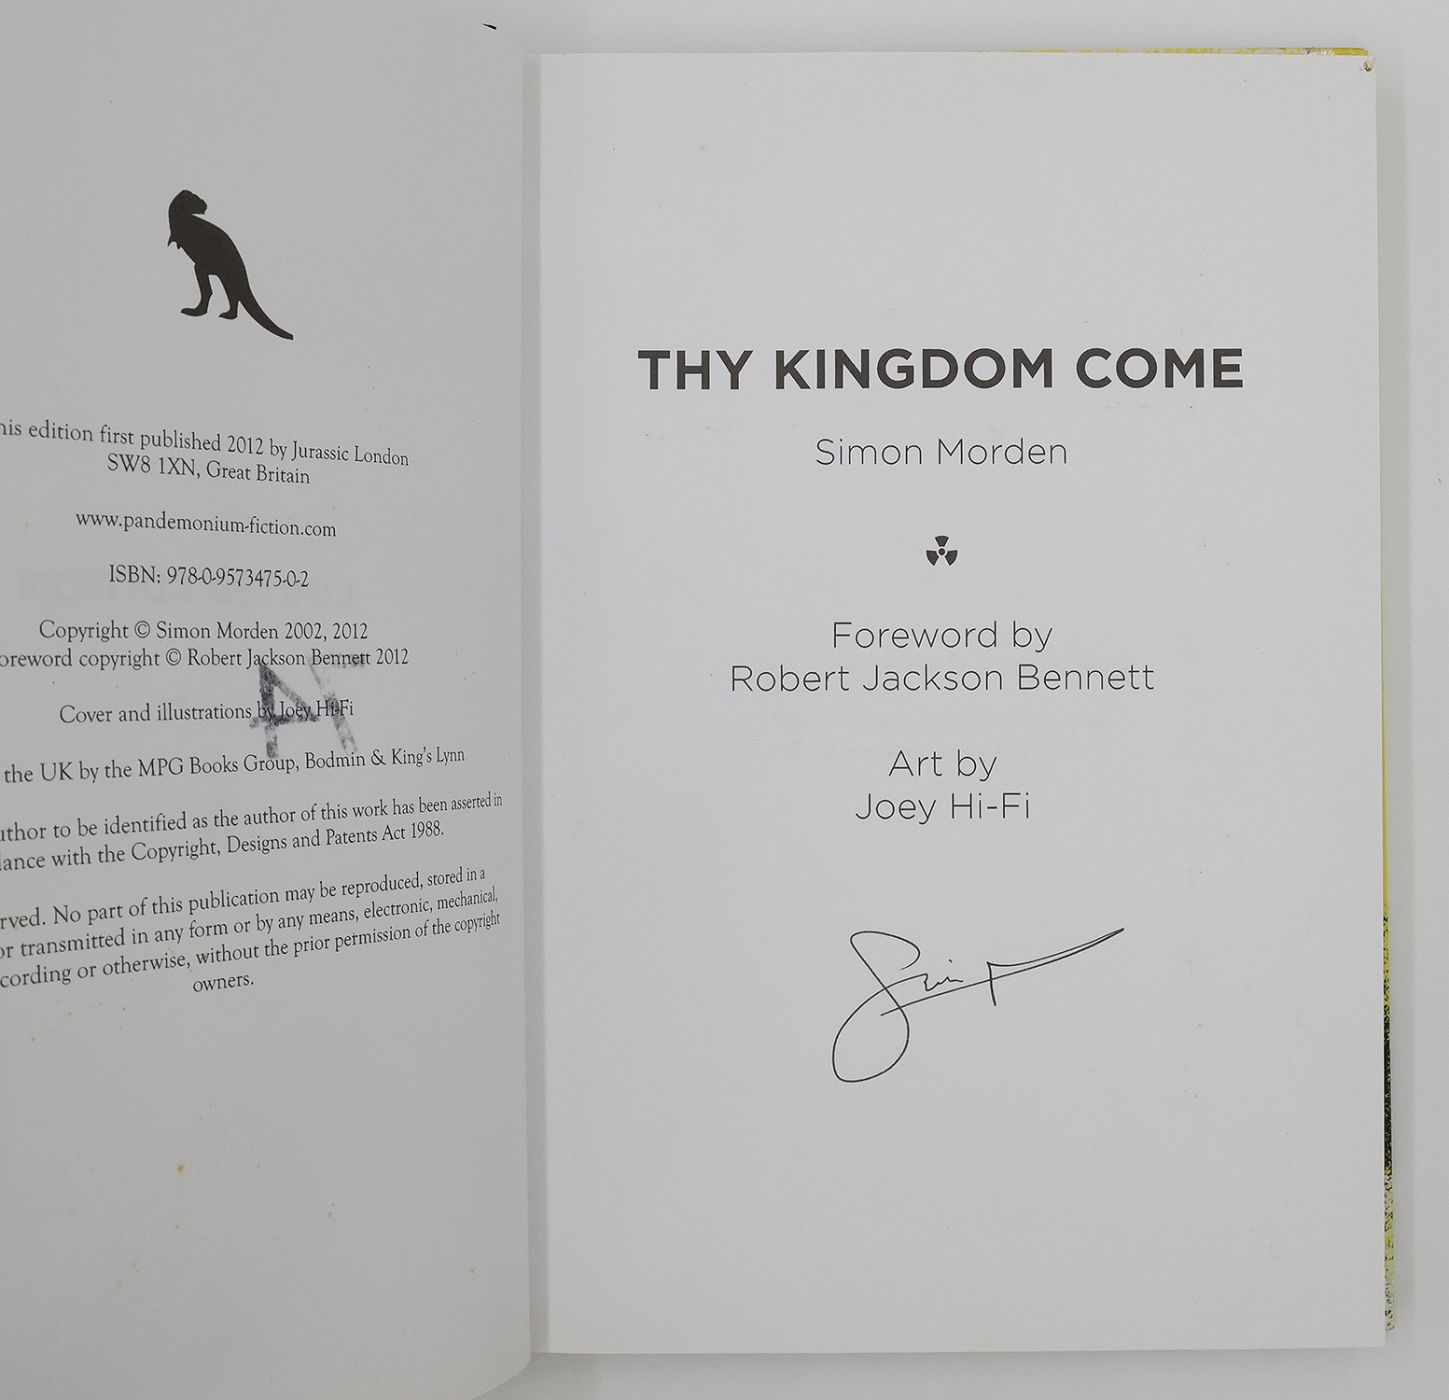 his edition first published 2012 by Jurassic London
SW8 1XN, Great Britain
www.pandemonium-fiction.com
ISBN: 978-0-9573475-0-2
Copyright © Simon Morden 2002, 2012
oreword copyright © Robert Jackson Bennett 2012
Cover and illustrations by Joey Hi-Fi
the UK by the MPG Books Group, Bodmin & King's Lynn
uthor to be identified as the author of this work has been asserted in
dance with the Copyright, Designs and Patents Act 1988.
rved. No part of this publication may be reproduced, stored in a
or transmitted in any form or by any means, electronic, mechanical,
cording or otherwise, without the prior permission of the copyright
owners.
THY KINGDOM COME
Simon Morden
Foreword by
Robert Jackson Bennett
Art by
Joey Hi-Fi